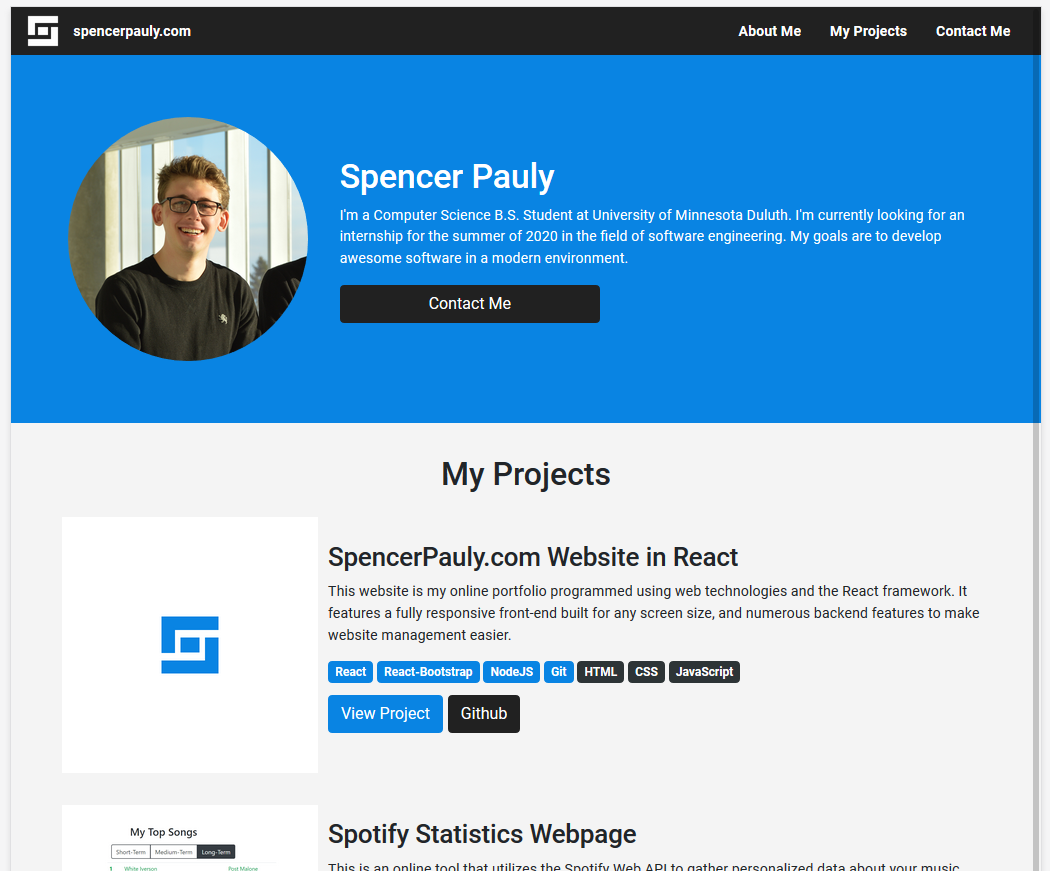 spencerpauly.com About Me My Projects Contact Me
Spencer Pauly
I'm a Computer Science B.S. Student at University of Minnesota Duluth. I'm currently looking for an
internship for the summer of 2020 in the field of software engineering. My goals are to develop
awesome software in a modern environment.
Contact Me
My Projects
SpencerPauly.com Website in React
This website is my online portfolio programmed using web technologies and the React framework. It
features a fully responsive front-end built for any screen size, and numerous backend features to make
website management easier.
React React-Bootstrap NodeJS Git HTML CSS JavaScript
View Project Github
My Top Songs
Short-Term Medium-Term Long-Term
1 White Iverson Post Malone
Spotify Statistics Webpage
This is an online tool that utilizes the Spotify Web API to gather personalized data about your music